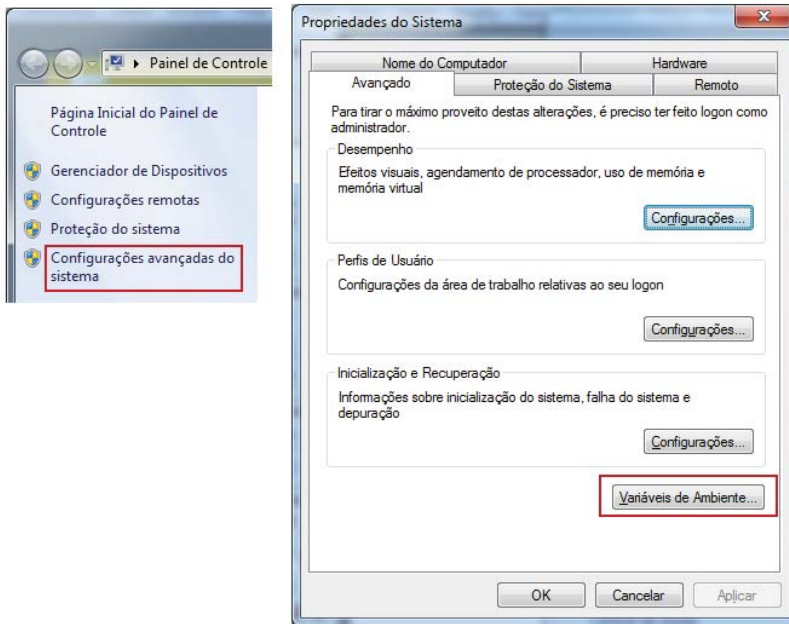 Painel de Controle
Página Inicial do Painel de
Controle
Gerenciador de Dispositivos
Configurações remotas
Proteção do sistema
Configurações avançadas do
sistema
Propriedades do Sistema
Nome do Computador
Hardware
Avançado
Proteção do Sistema
Remoto
Para tirar o máximo proveito destas alterações, é preciso ter feito logon como
administrador.
Desempenho
Efeitos visuais, agendamento de processador, uso de memória e
memória virtual
Configurações...
Perfis de Usuário
Configurações da área de trabalho relativas ao seu logon
Configurações...
Inicialização e Recuperação
Informações sobre inicialização do sistema, falha do sistema e
depuração
Configurações...
Variáveis de Ambiente...
OK
Cancelar
Aplicar